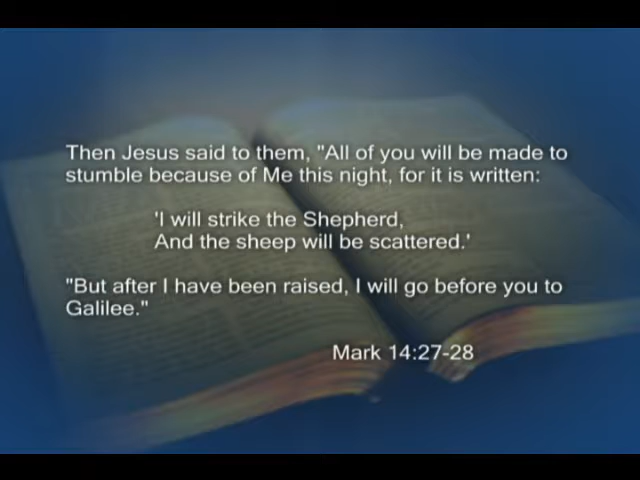 Then Jesus said to them, "All of you will be made to
stumble because of Me this night, for it is written:
'I will strike the Shepherd,
And the sheep will be scattered.'
"But after I have been raised, I will go before you to
Galilee."
Mark 14:27-28